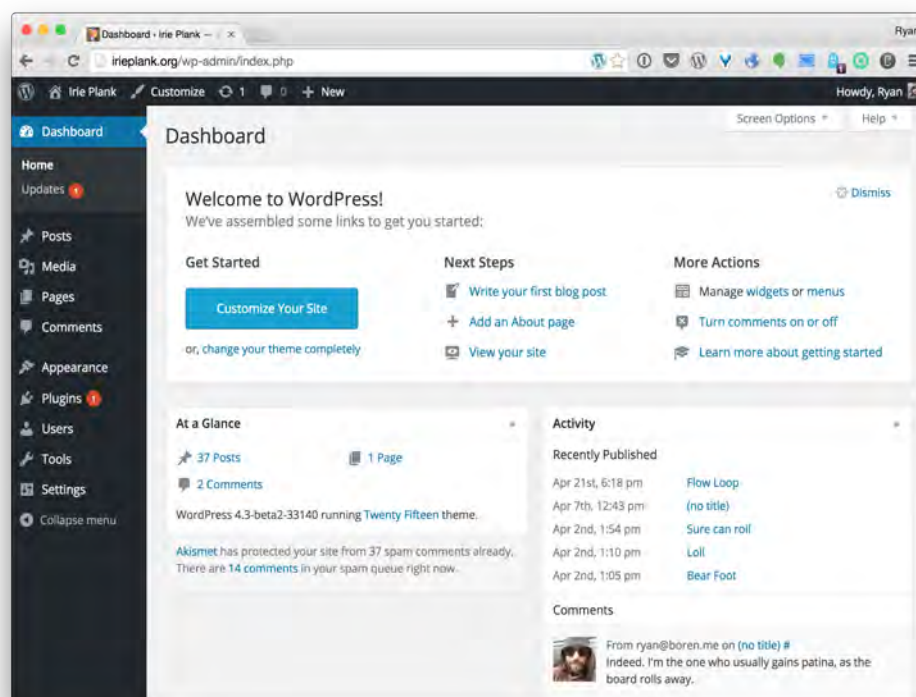 Dashboard ‹ Irie Plank —
Ryan
irieplank.org/wp-admin/index.php
Irie Plank
Customize
1
0
New
Howdy, Ryan
Dashboard
Home
Updates 1
Posts
Media
Pages
Comments
Appearance
Plugins 1
Users
Tools
Settings
Collapse menu
Dashboard
Screen Options
Help
Welcome to WordPress!
Dismiss
We've assembled some links to get you started:
Get Started
Customize Your Site
or, change your theme completely
Next Steps
Write your first blog post
Add an About page
View your site
More Actions
Manage widgets or menus
Turn comments on or off
Learn more about getting started
At a Glance
37 Posts
1 Page
2 Comments
WordPress 4.3-beta2-33140 running Twenty Fifteen theme.
Akismet has protected your site from 37 spam comments already.
There are 14 comments in your spam queue right now.
Activity
Recently Published
Apr 21st, 6:18 pm Flow Loop
Apr 7th, 12:43 pm (no title)
Apr 2nd, 1:54 pm Sure can roll
Apr 2nd, 1:10 pm Loll
Apr 2nd, 1:05 pm Bear Foot
Comments
From ryan@boren.me on (no title) #
Indeed. I'm the one who usually gains patina, as the
board rolls away.